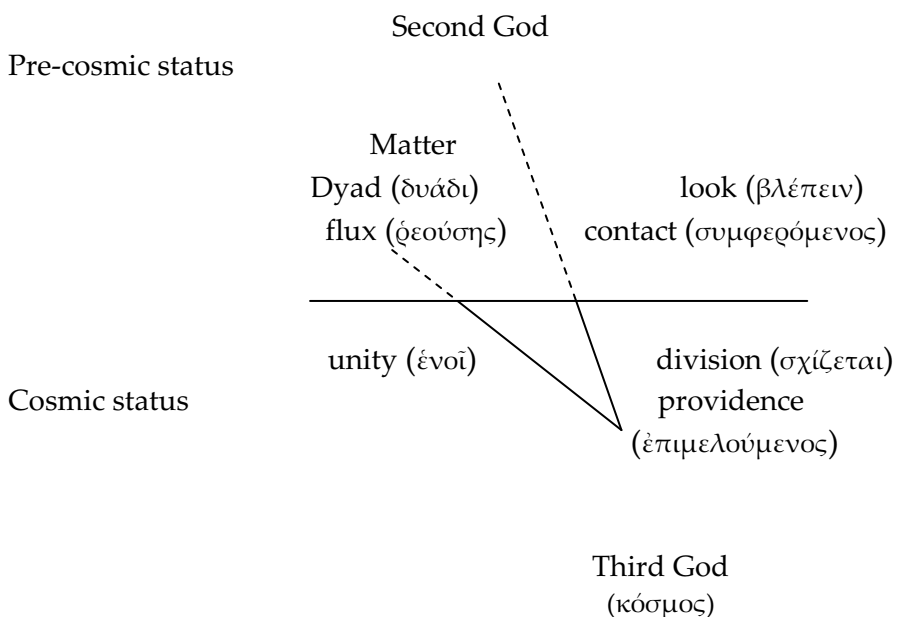 Second God
Pre-cosmic status
Matter
Dyad (δυάδι)
look (βλέπειν)
flux (ῥεούσης)
contact (συμφερόμενος)
unity (ἑνοῖ)
division (σχίζεται)
Cosmic status
providence
(ἐπιμελούμενος)
Third God
(κόσμος)